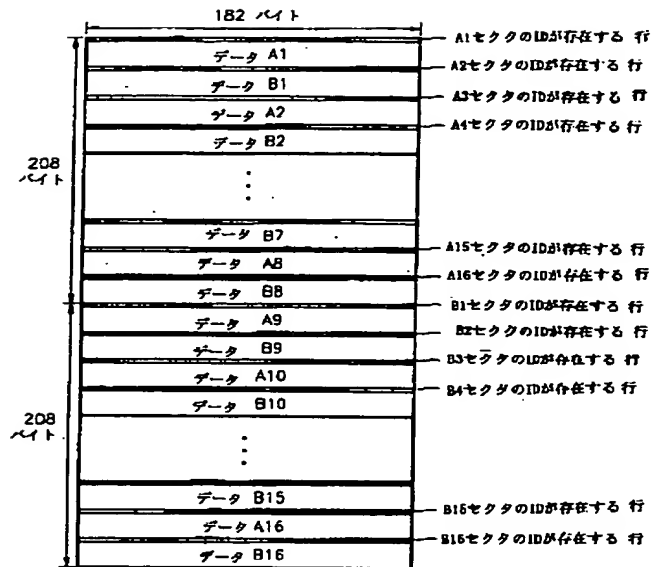 182 バイト
A1セクタのIDが存在する 行
データ A1
A2セクタのIDが存在する 行
データ B1
A3セクタのIDが存在する 行
データ A2
A4セクタのIDが存在する 行
データ B2
208
バイト
データ B7
A15セクタのIDが存在する 行
データ A8
A16セクタのIDが存在する 行
データ B8
B1セクタのIDが存在する 行
データ A9
B2セクタのIDが存在する 行
データ B9
B3セクタのIDが存在する 行
データ A10
B4セクタのIDが存在する 行
データ B10
208
バイト
データ B15
B15セクタのIDが存在する 行
データ A16
B16セクタのIDが存在する 行
データ B16